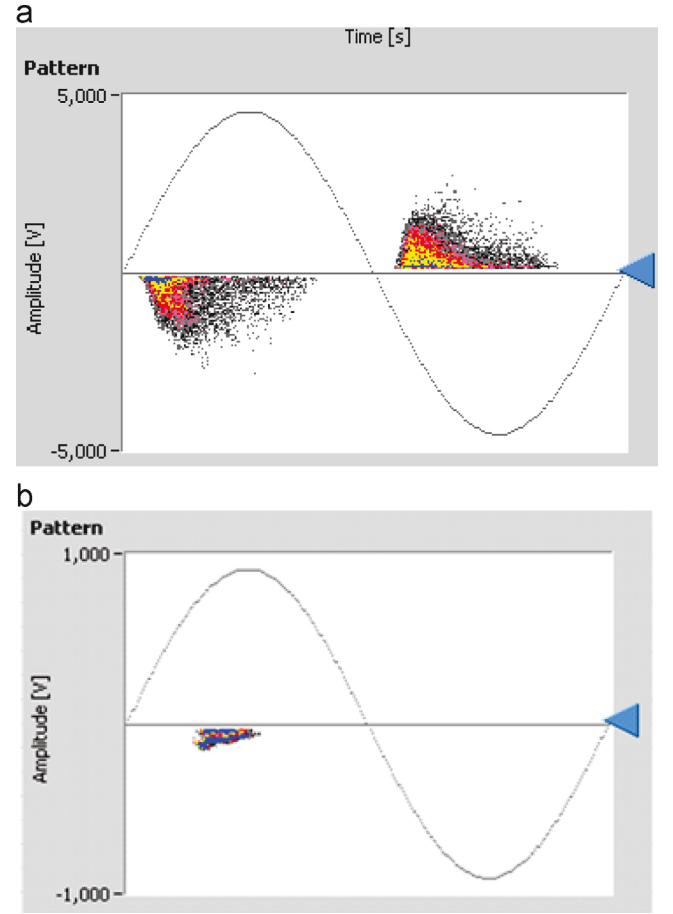 a
Time [s]
Pattern
5,000
Amplitude [V]
-5,000
b
Pattern
1,000
Amplitude [V]
-1,000